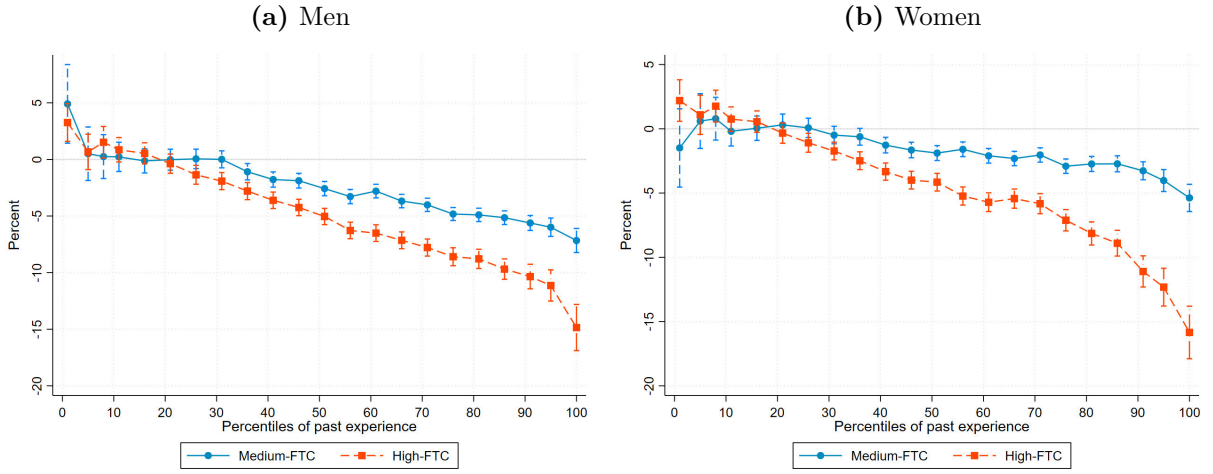 (a) Men
5
0
-5
-10
-15
-20
Percent
0 10 20 30 40 50 60 70 80 90 100
Percentiles of past experience
Medium-FTC High-FTC
(b) Women
5
0
-5
-10
-15
-20
Percent
0 10 20 30 40 50 60 70 80 90 100
Percentiles of past experience
Medium-FTC High-FTC